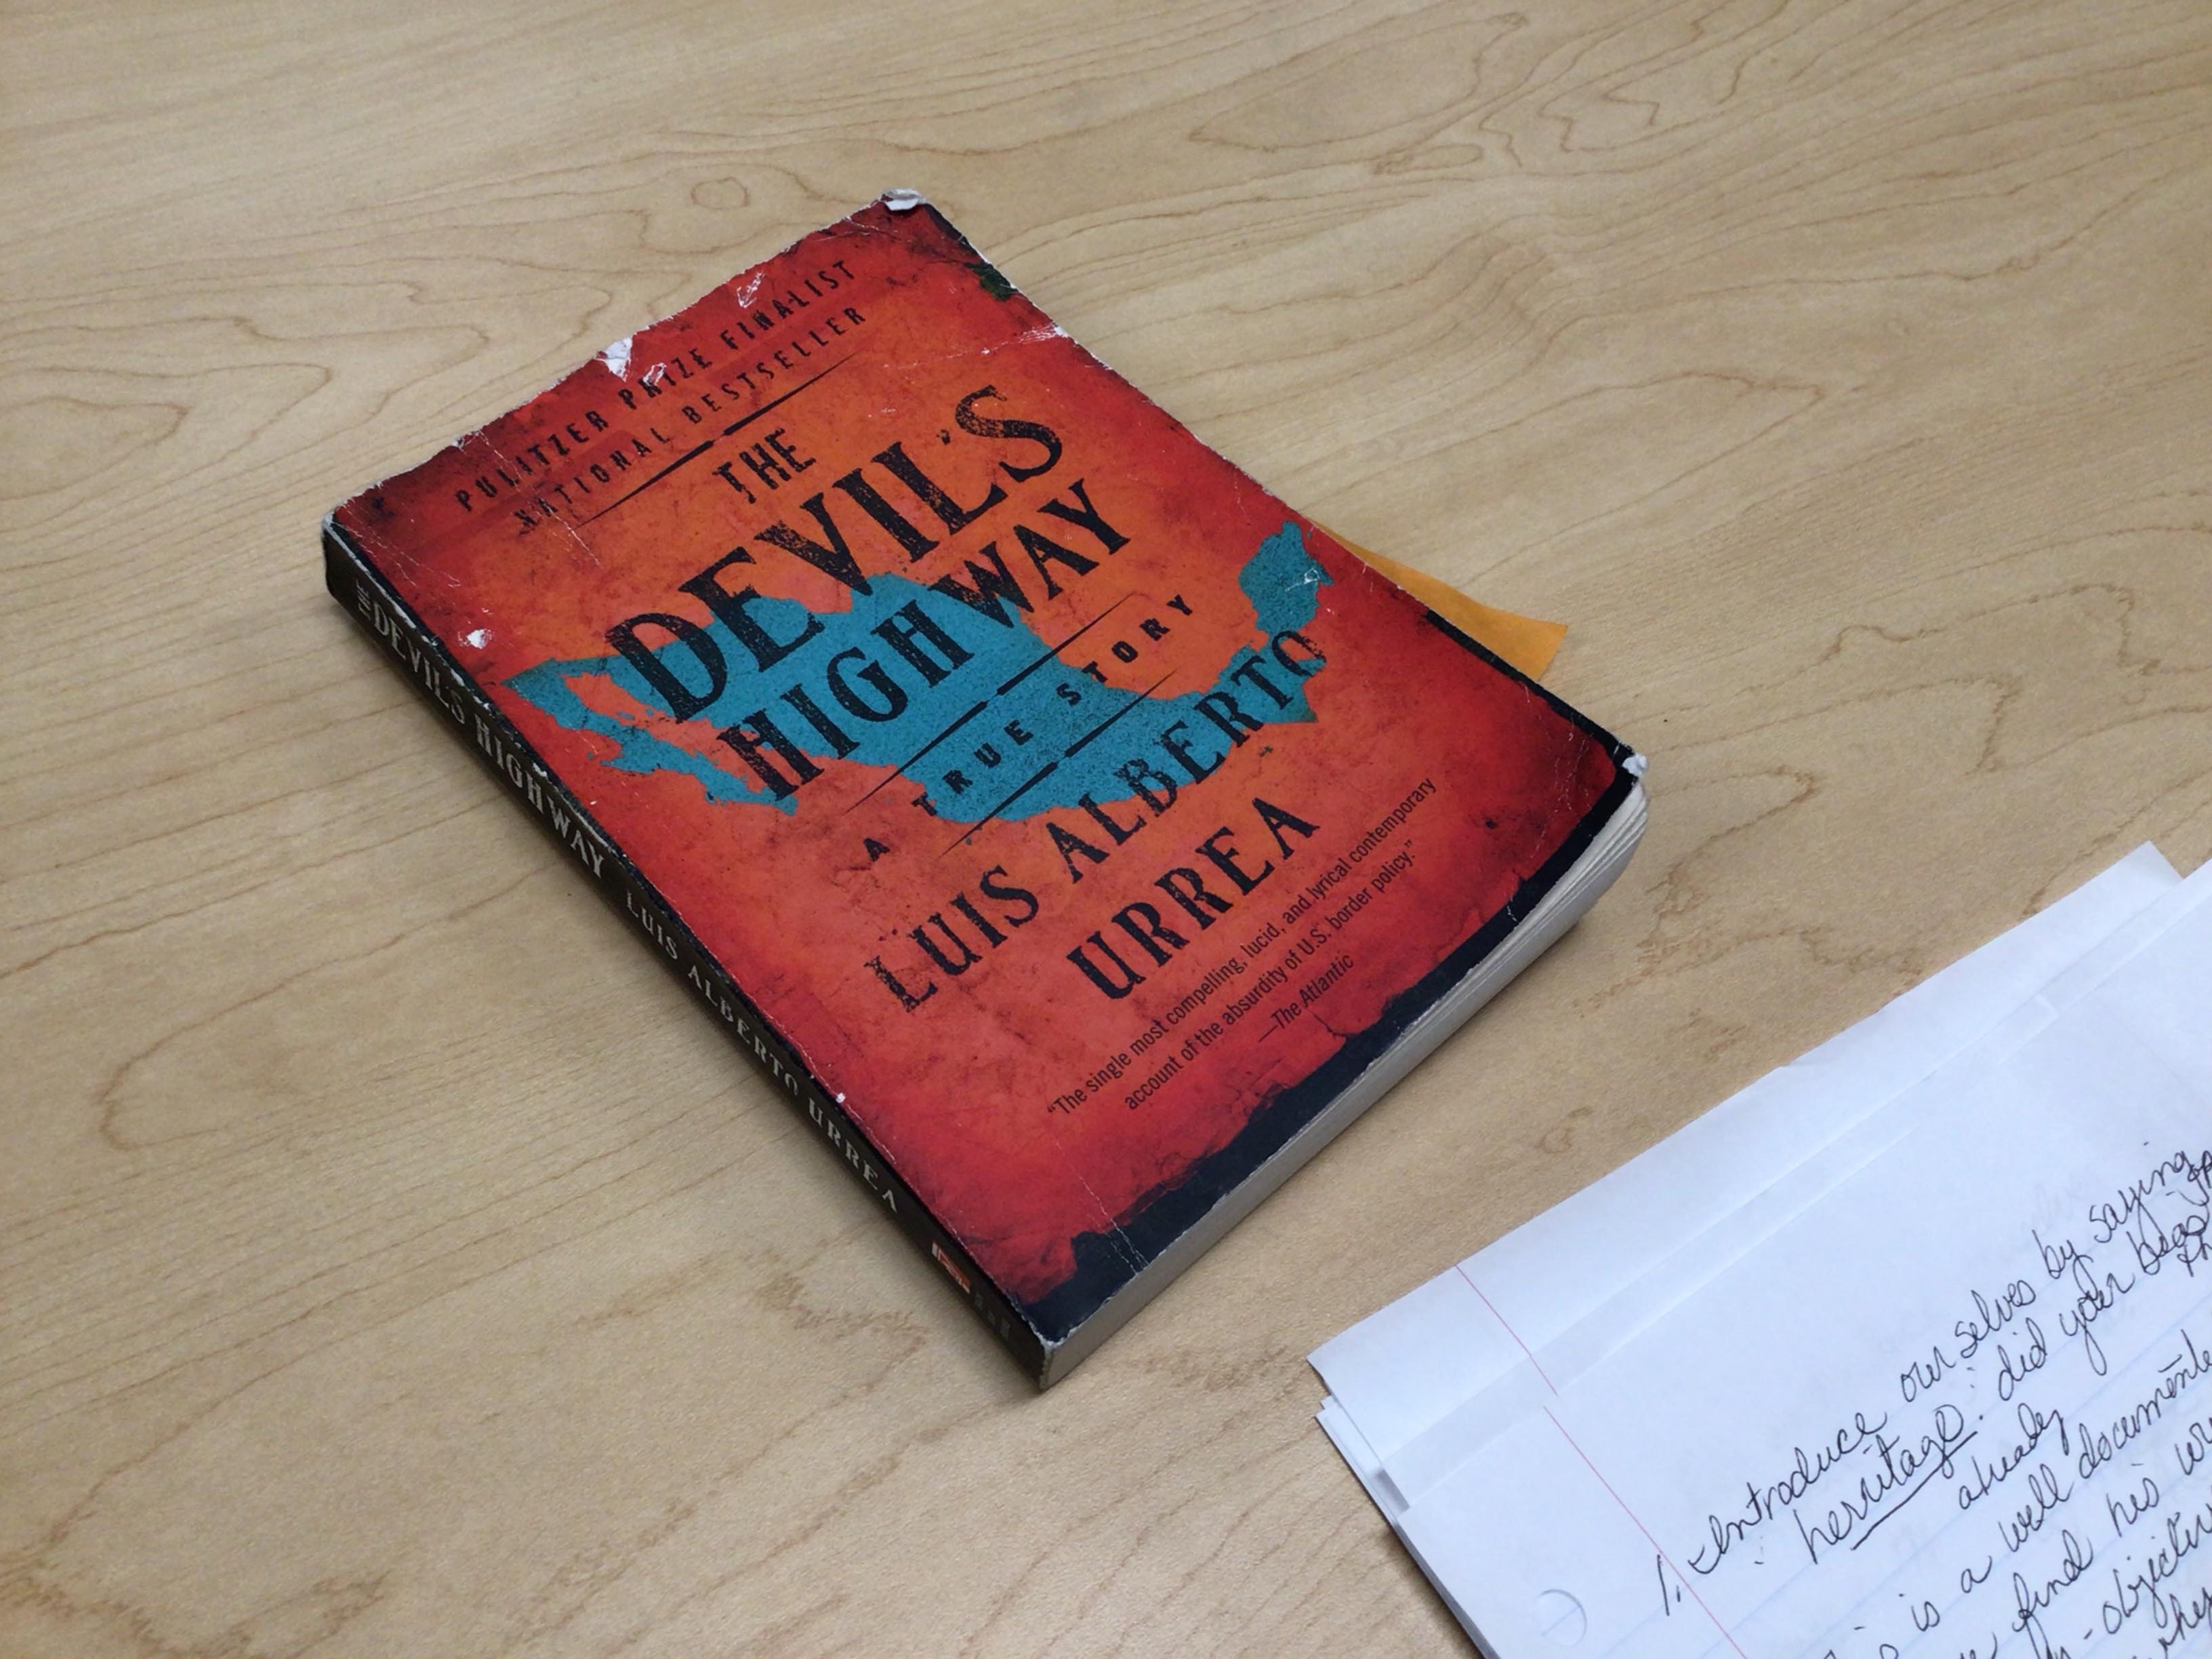 PULITZER PRIZE FINALIST
NATIONAL BESTSELLER
THE
DEVIL'S
HIGHWAY
A TRUE STORY
LUIS ALBERTO
URREA
"The single most compelling, lucid, and lyrical contemporary
account of the absurdity of U.S. border policy."
—The Atlantic
THE DEVIL'S HIGHWAY LUIS ALBERTO URREA
1. Introduce ourselves by saying
heritage. did your bias
already
is a well documente
find his